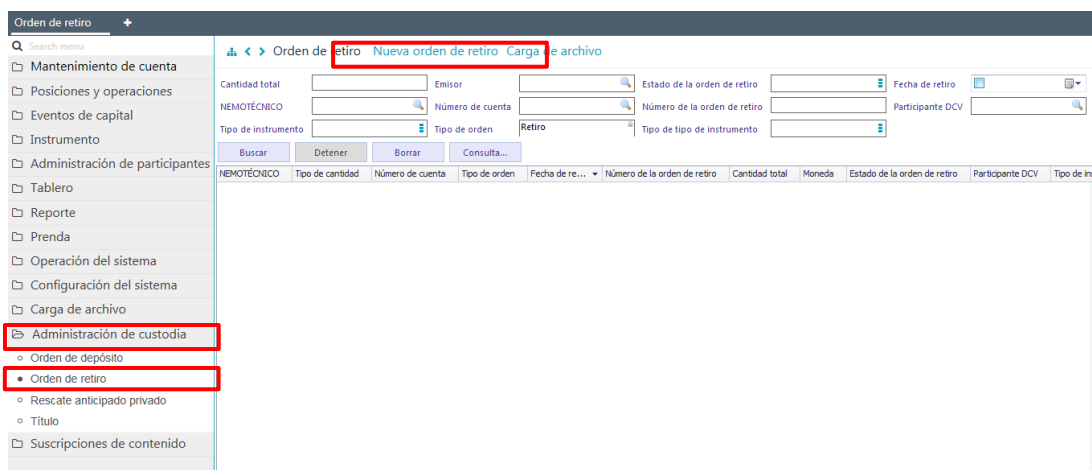 Orden de retiro +
Search menu
Mantenimiento de cuenta
Posiciones y operaciones
Eventos de capital
Instrumento
Administración de participantes
Tablero
Reporte
Prenda
Operación del sistema
Configuración del sistema
Carga de archivo
Administración de custodia
Orden de depósito
Orden de retiro
Rescate anticipado privado
Título
Suscripciones de contenido
Orden de retiro Nueva orden de retiro Carga de archivo
Cantidad total Emisor Estado de la orden de retiro Fecha de retiro
NEMOTÉCNICO Número de cuenta Número de la orden de retiro Participante DCV
Tipo de instrumento Tipo de orden Retiro Tipo de tipo de instrumento
Buscar Detener Borrar Consulta...
NEMOTÉCNICO Tipo de cantidad Número de cuenta Tipo de orden Fecha de re... Número de la orden de retiro Cantidad total Moneda Estado de la orden de retiro Participante DCV Tipo de in